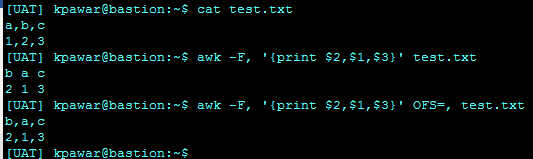 [UAT] kpawar@bastion:~$ cat test.txt
a,b,c
1,2,3
[UAT] kpawar@bastion:~$ awk -F, '{print $2,$1,$3}' test.txt
b a c
2 1 3
[UAT] kpawar@bastion:~$ awk -F, '{print $2,$1,$3}' OFS=, test.txt
b,a,c
2,1,3
[UAT] kpawar@bastion:~$